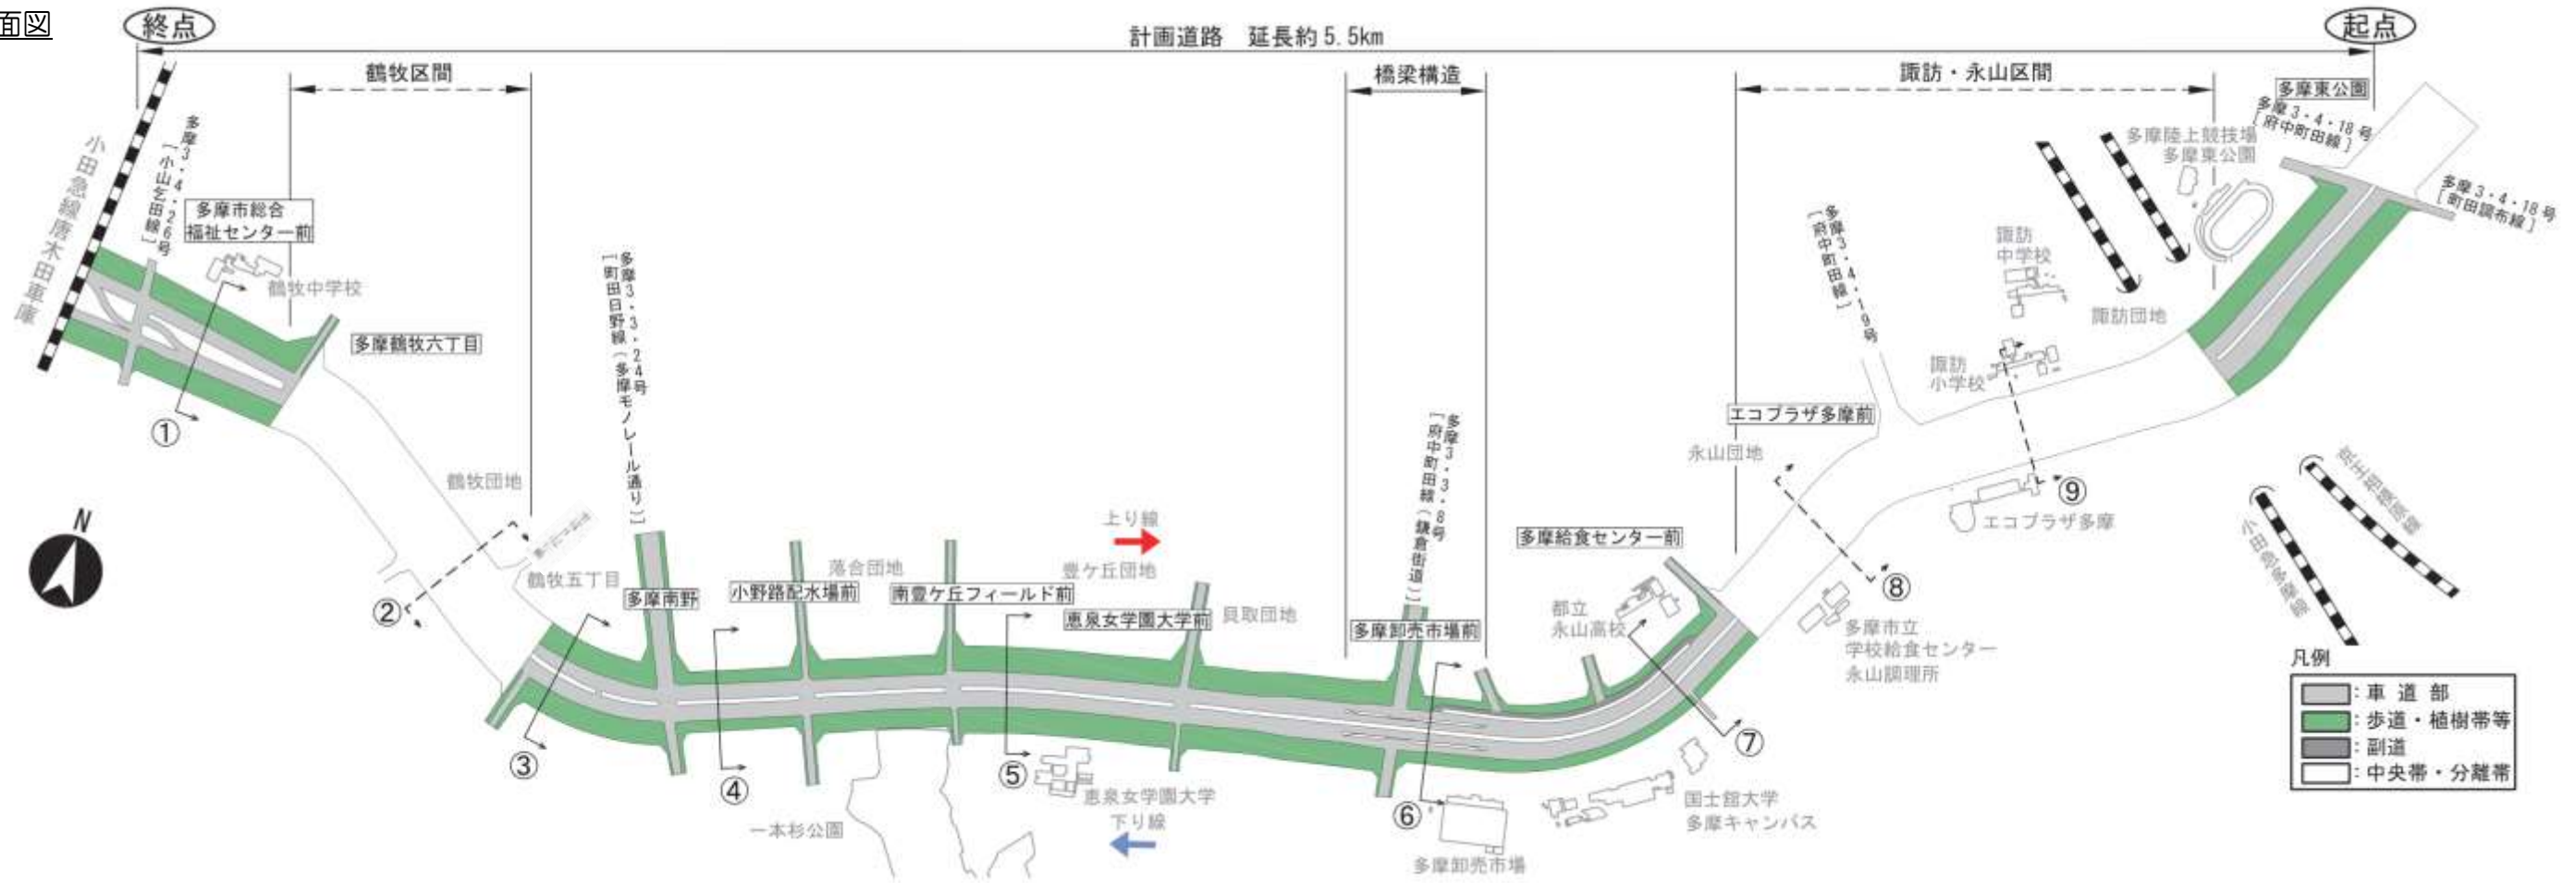 面図
終点
計画道路　延長約5.5km
起点
鶴牧区間
橋梁構造
諏訪・永山区間
小田急線唐木田車庫
多摩3・4・26号
[小山乞田線]
多摩市総合
福祉センター前
鶴牧中学校
多摩鶴牧六丁目
①
鶴牧団地
②
鶴牧五丁目
③
N
多摩3・3・24号
[町田日野線(多摩モノレール通り)]
多摩南野
④
小野路配水場前
落合団地
南豊ケ丘フィールド前
⑤
一本杉公園
上り線
豊ケ丘団地
恵泉女学園大学前
貝取団地
恵泉女学園大学
下り線
多摩3・3・8号
[府中町田線(鎌倉街道)]
多摩卸売市場前
⑥
多摩卸売市場
多摩給食センター前
都立
永山高校
⑦
国士舘大学
多摩キャンパス
エコプラザ多摩前
永山団地
⑧
多摩市立
学校給食センター
永山調理所
多摩3・4・19号
[府中町田線]
諏訪
中学校
諏訪
小学校
諏訪団地
⑨
エコプラザ多摩
多摩東公園
多摩3・4・18号
[府中町田線]
多摩陸上競技場
多摩東公園
多摩3・4・18号
[町田調布線]
京王相模原線
小田急多摩線
凡例
：車道部
：歩道・植樹帯等
：副道
：中央帯・分離帯